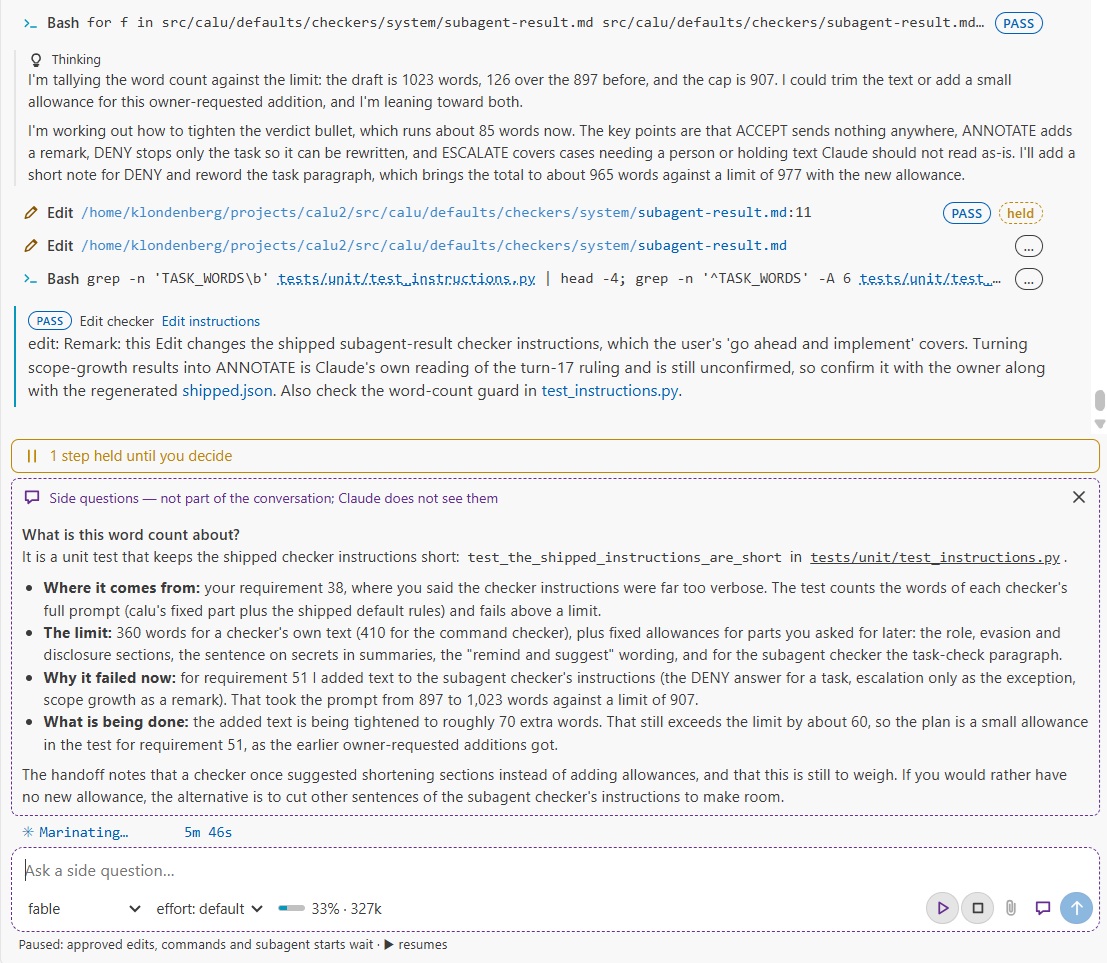 Bash for f in src/calu/defaults/checkers/system/subagent-result.md src/calu/defaults/checkers/subagent-result.md… PASS
Thinking
I'm tallying the word count against the limit: the draft is 1023 words, 126 over the 897 before, and the cap is 907. I could trim the text or add a small
allowance for this owner-requested addition, and I'm leaning toward both.
I'm working out how to tighten the verdict bullet, which runs about 85 words now. The key points are that ACCEPT sends nothing anywhere, ANNOTATE adds
a remark, DENY stops only the task so it can be rewritten, and ESCALATE covers cases needing a person or holding text Claude should not read as-is. I'll add a
short note for DENY and reword the task paragraph, which brings the total to about 965 words against a limit of 977 with the new allowance.
Edit /home/klondenberg/projects/calu2/src/calu/defaults/checkers/system/subagent-result.md:11 PASS held
Edit /home/klondenberg/projects/calu2/src/calu/defaults/checkers/system/subagent-result.md …
Bash grep -n 'TASK_WORDS\b' tests/unit/test_instructions.py | head -4; grep -n '^TASK_WORDS' -A 6 tests/unit/test_… …
PASS Edit checker Edit instructions
edit: Remark: this Edit changes the shipped subagent-result checker instructions, which the user's 'go ahead and implement' covers. Turning
scope-growth results into ANNOTATE is Claude's own reading of the turn-17 ruling and is still unconfirmed, so confirm it with the owner along
with the regenerated shipped.json. Also check the word-count guard in test_instructions.py.
1 step held until you decide
Side questions — not part of the conversation; Claude does not see them
What is this word count about?
It is a unit test that keeps the shipped checker instructions short: test_the_shipped_instructions_are_short in tests/unit/test_instructions.py.
• Where it comes from: your requirement 38, where you said the checker instructions were far too verbose. The test counts the words of each checker's
full prompt (calu's fixed part plus the shipped default rules) and fails above a limit.
• The limit: 360 words for a checker's own text (410 for the command checker), plus fixed allowances for parts you asked for later: the role, evasion and
disclosure sections, the sentence on secrets in summaries, the "remind and suggest" wording, and for the subagent checker the task-check paragraph.
• Why it failed now: for requirement 51 I added text to the subagent checker's instructions (the DENY answer for a task, escalation only as the exception,
scope growth as a remark). That took the prompt from 897 to 1,023 words against a limit of 907.
• What is being done: the added text is being tightened to roughly 70 extra words. That still exceeds the limit by about 60, so the plan is a small allowance
in the test for requirement 51, as the earlier owner-requested additions got.
The handoff notes that a checker once suggested shortening sections instead of adding allowances, and that this is still to weigh. If you would rather have
no new allowance, the alternative is to cut other sentences of the subagent checker's instructions to make room.
Marinating… 5m 46s
Ask a side question...
fable effort: default 33% · 327k
Paused: approved edits, commands and subagent starts wait · ▶ resumes